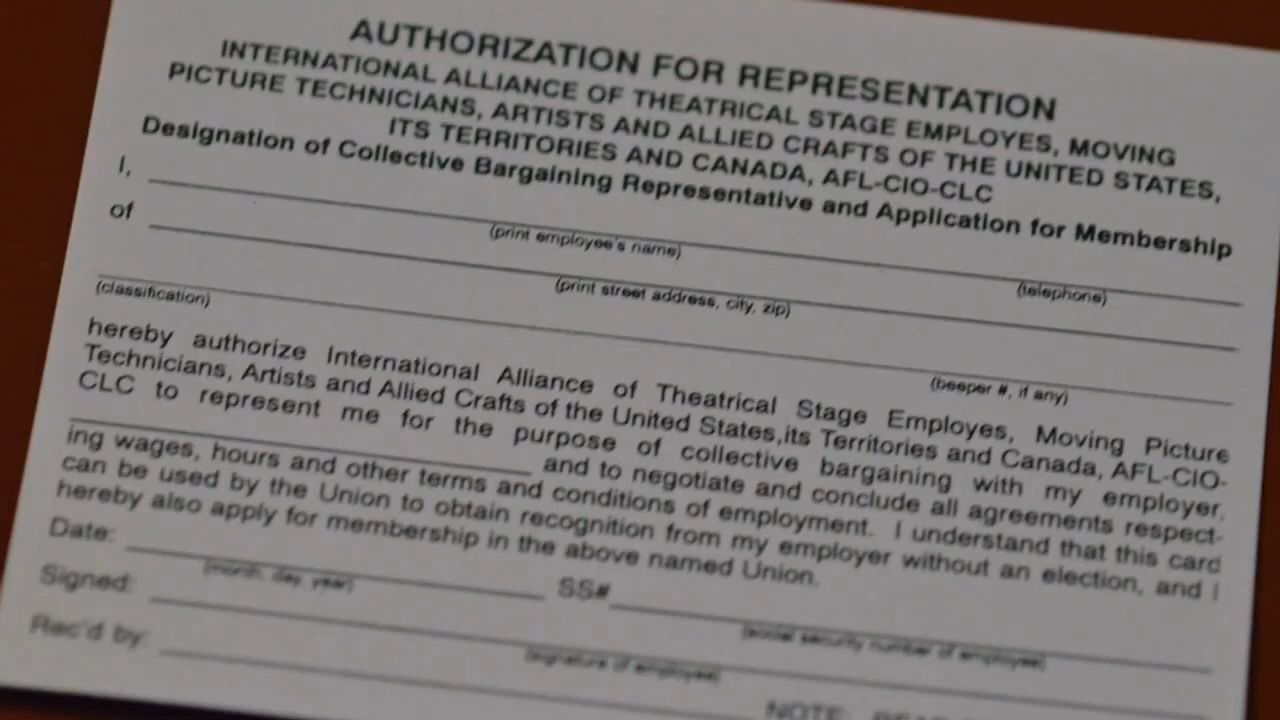 AUTHORIZATION FOR REPRESENTATION
INTERNATIONAL ALLIANCE OF THEATRICAL STAGE EMPLOYES, MOVING
PICTURE TECHNICIANS, ARTISTS AND ALLIED CRAFTS OF THE UNITED STATES,
ITS TERRITORIES AND CANADA, AFL-CIO-CLC
Designation of Collective Bargaining Representative and Application for Membership
I,
(print employee's name) (telephone)
of
(print street address, city, zip)
(classification) (beeper #, if any)
hereby authorize International Alliance of Theatrical Stage Employes, Moving Picture
Technicians, Artists and Allied Crafts of the United States,its Territories and Canada, AFL-CIO-
CLC to represent me for the purpose of collective bargaining with my employer,
and to negotiate and conclude all agreements respect-
ing wages, hours and other terms and conditions of employment. I understand that this card
can be used by the Union to obtain recognition from my employer without an election, and I
hereby also apply for membership in the above named Union.
Date: SS#
(month, day, year) (social security number of employee)
Signed:
(signature of employee)
Rec'd by:
NOTE: